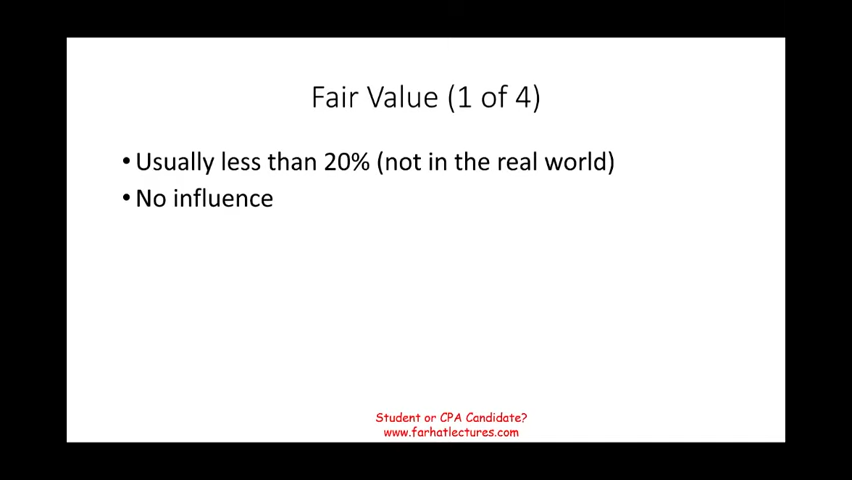 Fair Value (1 of 4)
• Usually less than 20% (not in the real world)
• No influence
Student or CPA Candidate?
www.farhatlectures.com